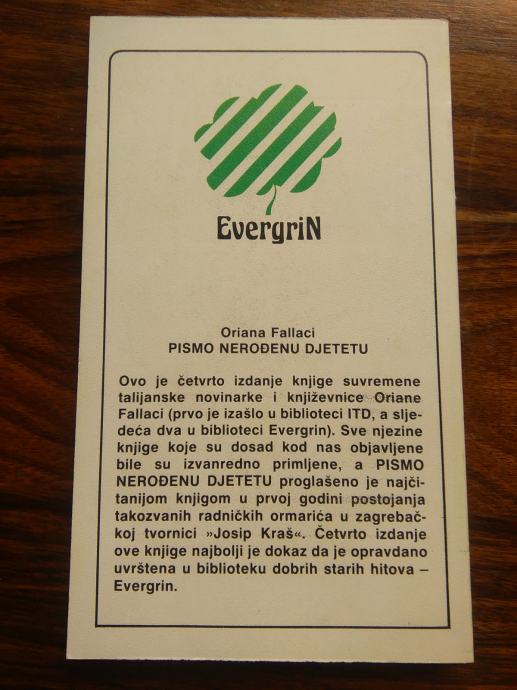 EvergriN
Oriana Fallaci
PISMO NEROĐENU DJETETU
Ovo je četvrto izdanje knjige suvremene
talijanske novinarke i književnice Oriane
Fallaci (prvo je izašlo u biblioteci ITD, a slje-
deća dva u biblioteci Evergrin). Sve njezine
knjige koje su dosad kod nas objavljene
bile su izvanredno primljene, a PISMO
NEROĐENU DJETETU proglašeno je najči-
tanijom knjigom u prvoj godini postojanja
takozvanih radničkih ormarića u zagrebač-
koj tvornici »Josip Kraš«. Četvrto izdanje
ove knjige najbolji je dokaz da je opravdano
uvrštena u biblioteku dobrih starih hitova –
Evergrin.